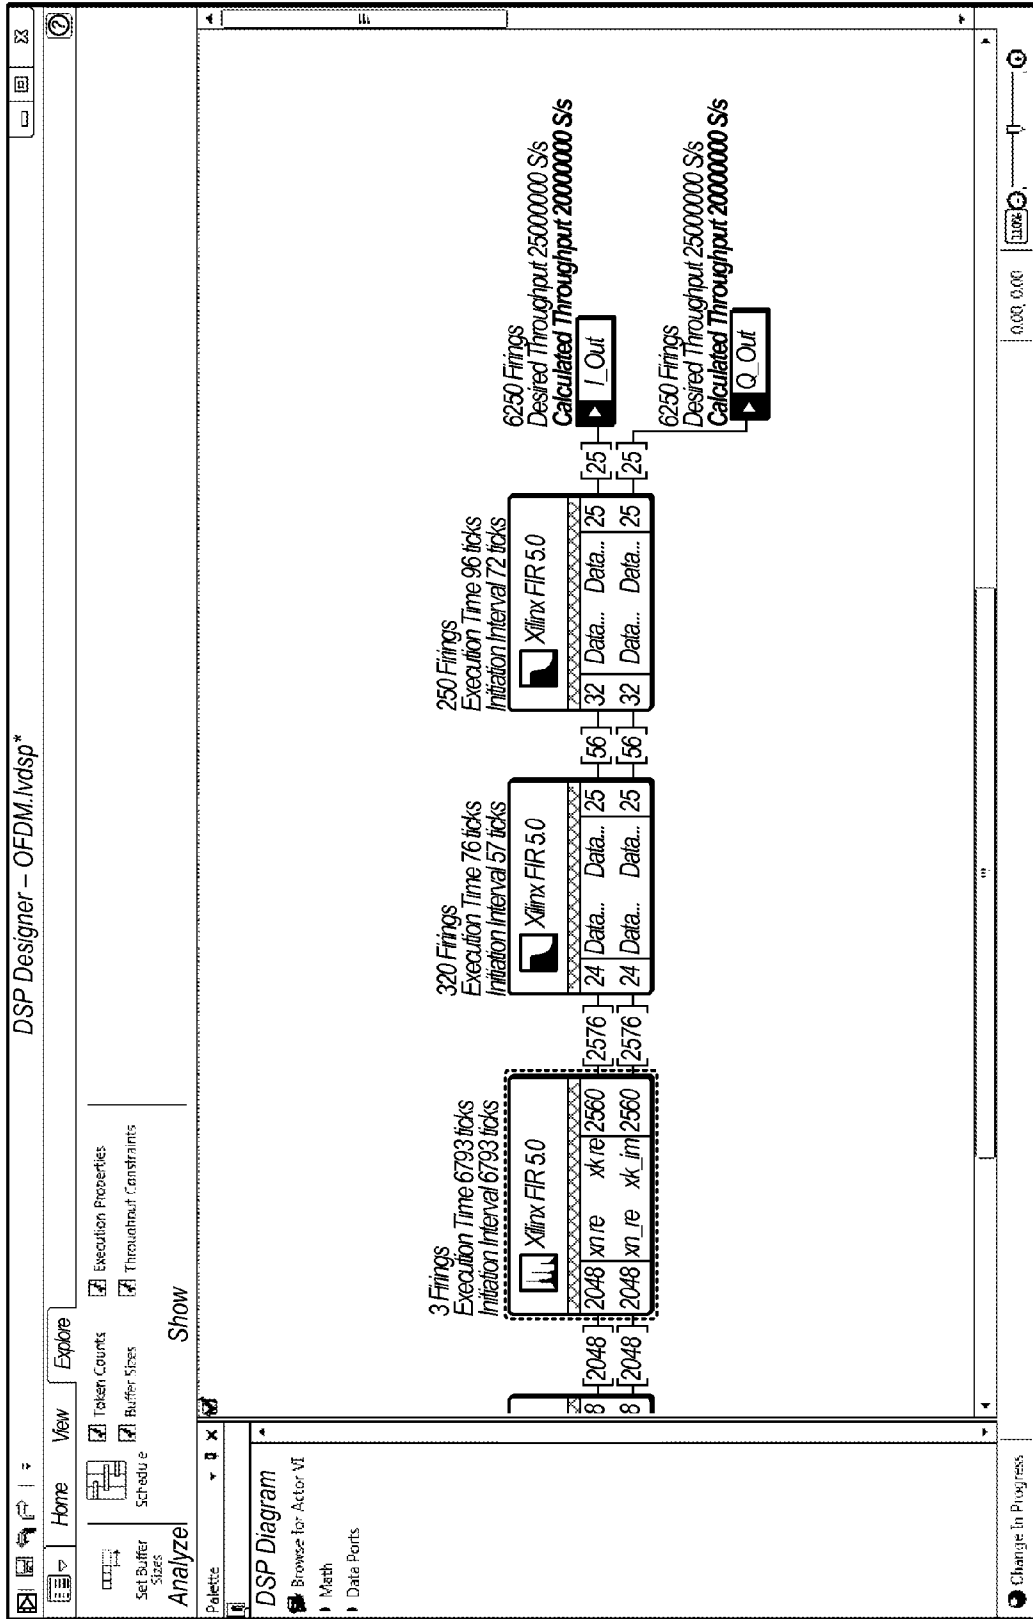 DSP Designer – OFDM.lvdsp*
Home
View
Explore
Set Buffer
Sizes
Schedule
Token Counts
Buffer Sizes
Execution Properties
Throughput Constraints
Analyze
Show
Palette
DSP Diagram
Browse for Actor VI
Math
Data Ports
8
8
2048
2048
3 Firings
Execution Time 6793 ticks
Initiation Interval 6793 ticks
Xilinx FIR 5.0
2048 xn re xk re 2560
2048 xn_re xk_im 2560
2576
2576
320 Firings
Execution Time 76 ticks
Initiation Interval 57 ticks
Xilinx FIR 5.0
24 Data... Data... 25
24 Data... Data... 25
56
56
250 Firings
Execution Time 96 ticks
Initiation Interval 72 ticks
Xilinx FIR 5.0
32 Data... Data... 25
32 Data... Data... 25
25
25
6250 Firings
Desired Throughput 25000000 S/s
Calculated Throughput 20000000 S/s
I_Out
6250 Firings
Desired Throughput 25000000 S/s
Calculated Throughput 20000000 S/s
Q_Out
Change In Progress
0.00, 0.00
110%